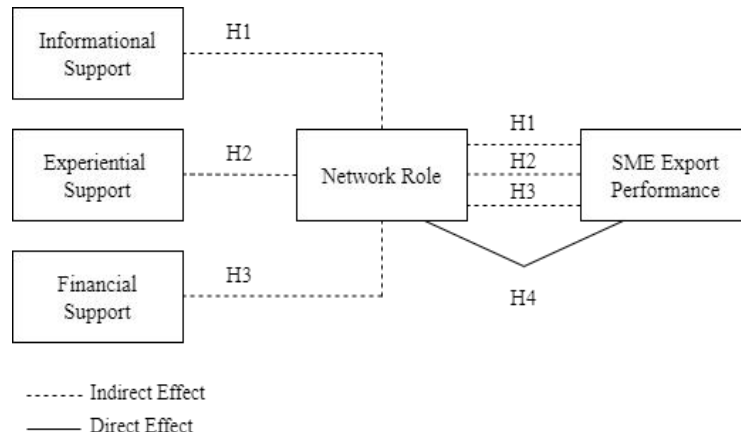 Informational
Support
H1
Experiential
Support
H2
Network Role
H1
H2
H3
SME Export
Performance
Financial
Support
H3
H4
Indirect Effect
Direct Effect